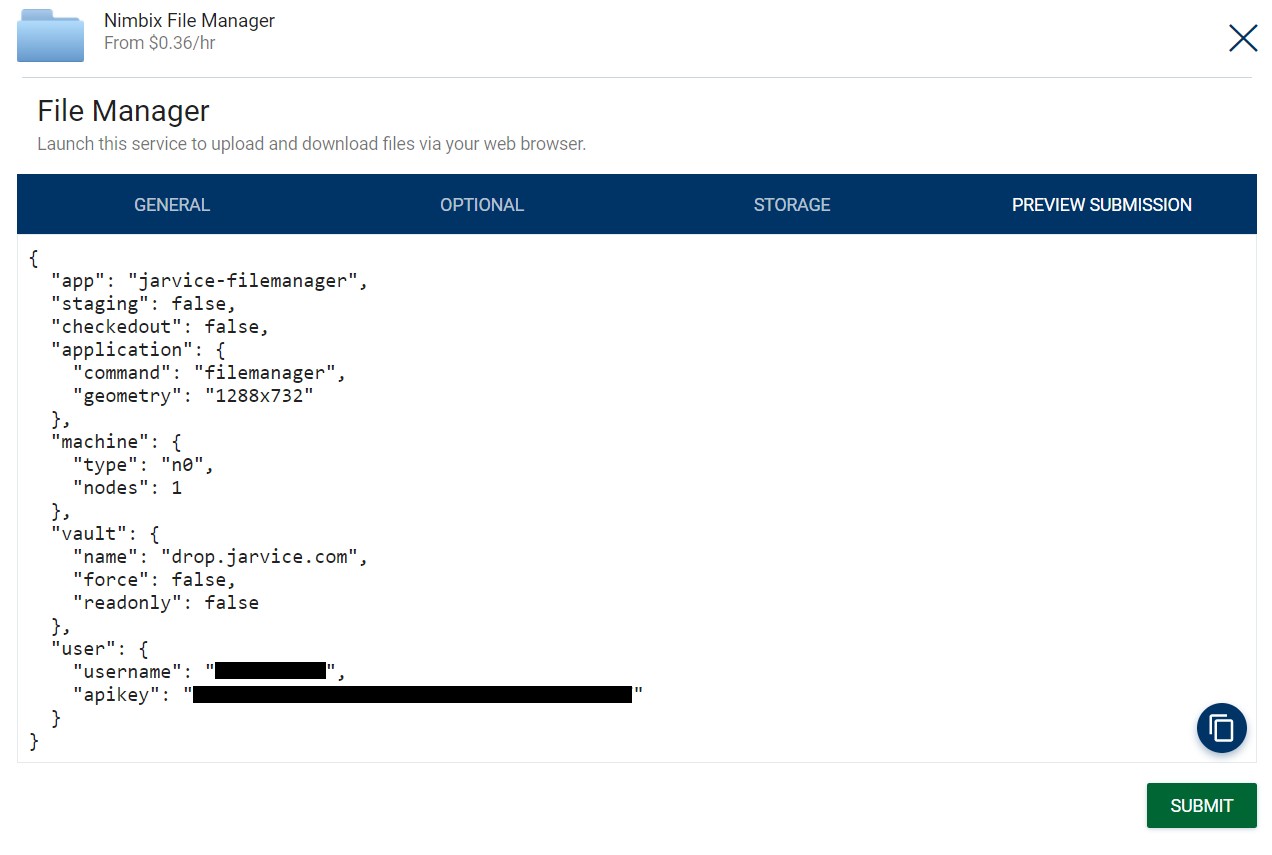 Nimbix File Manager
From $0.36/hr
File Manager
Launch this service to upload and download files via your web browser.
GENERAL
OPTIONAL
STORAGE
PREVIEW SUBMISSION
{
  "app": "jarvice-filemanager",
  "staging": false,
  "checkedout": false,
  "application": {
    "command": "filemanager",
    "geometry": "1288x732"
  },
  "machine": {
    "type": "n0",
    "nodes": 1
  },
  "vault": {
    "name": "drop.jarvice.com",
    "force": false,
    "readonly": false
  },
  "user": {
    "username": "",
    "apikey": ""
  }
}
SUBMIT